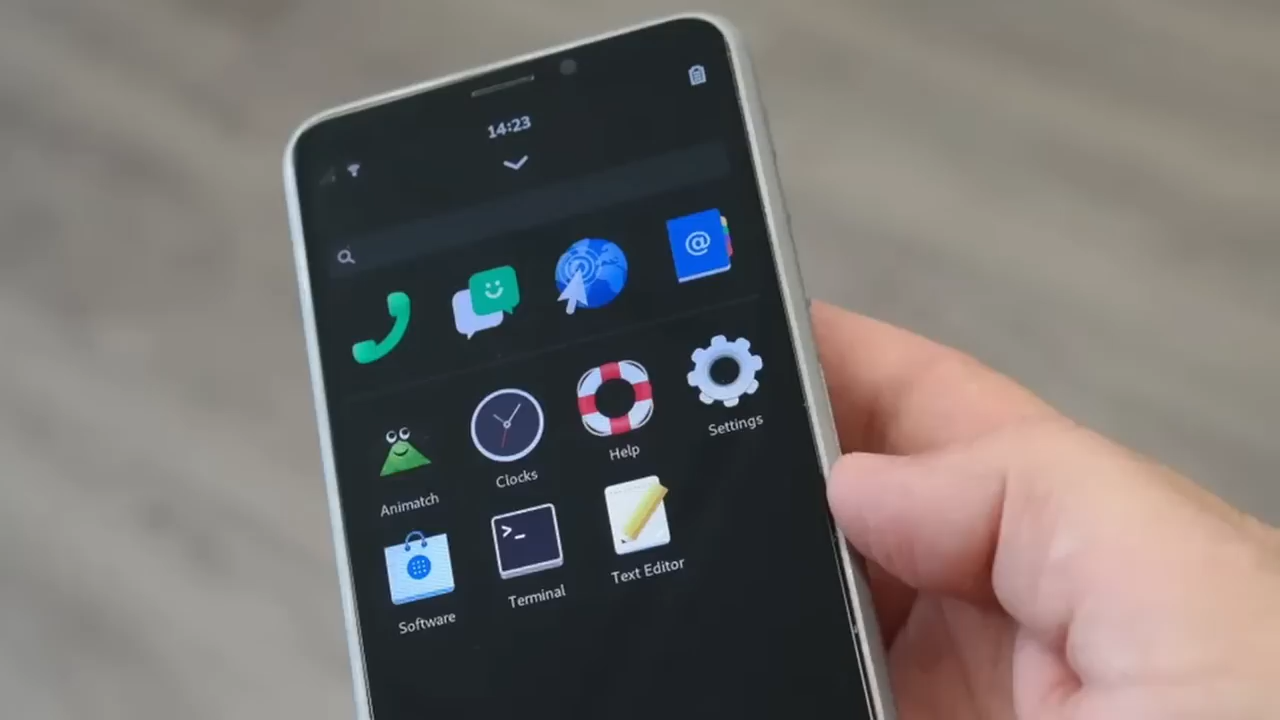 14:23
@
Animatch
Clocks
Help
Settings
Software
>_
Terminal
Text Editor